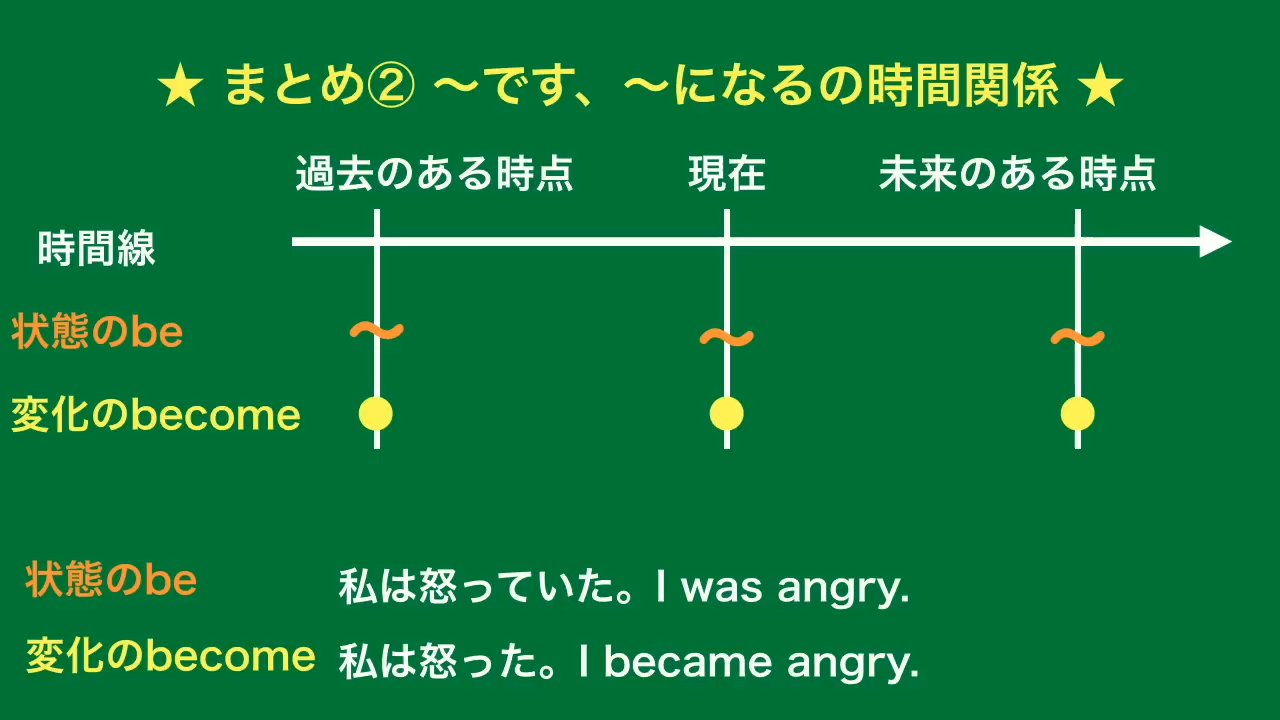 ★ まとめ② 〜です、〜になるの時間関係 ★
過去のある時点 現在 未来のある時点
時間線
状態のbe
変化のbecome
状態のbe 私は怒っていた。I was angry.
変化のbecome 私は怒った。I became angry.